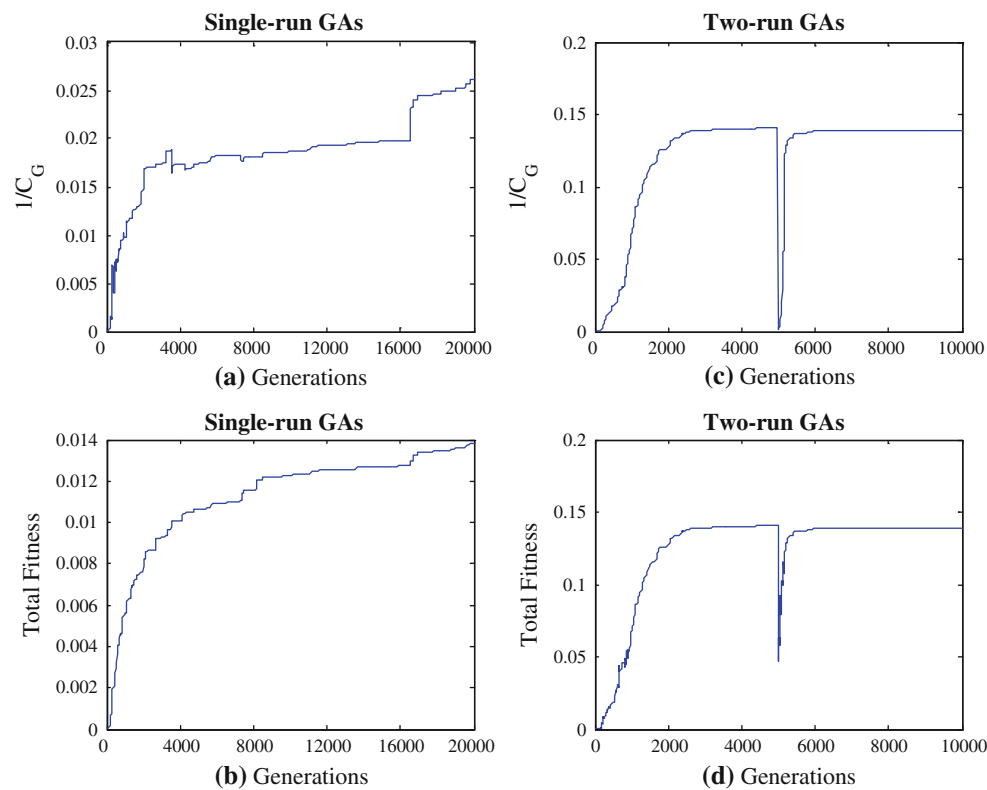 Single-run GAs
0.03
0.025
0.02
0.015
0.01
0.005
0
1/C_G
0 4000 8000 12000 16000 20000
(a) Generations
Two-run GAs
0.2
0.15
0.1
0.05
0
1/C_G
0 2000 4000 6000 8000 10000
(c) Generations
Single-run GAs
0.014
0.012
0.01
0.008
0.006
0.004
0.002
0
Total Fitness
0 4000 8000 12000 16000 20000
(b) Generations
Two-run GAs
0.2
0.15
0.1
0.05
0
Total Fitness
0 2000 4000 6000 8000 10000
(d) Generations